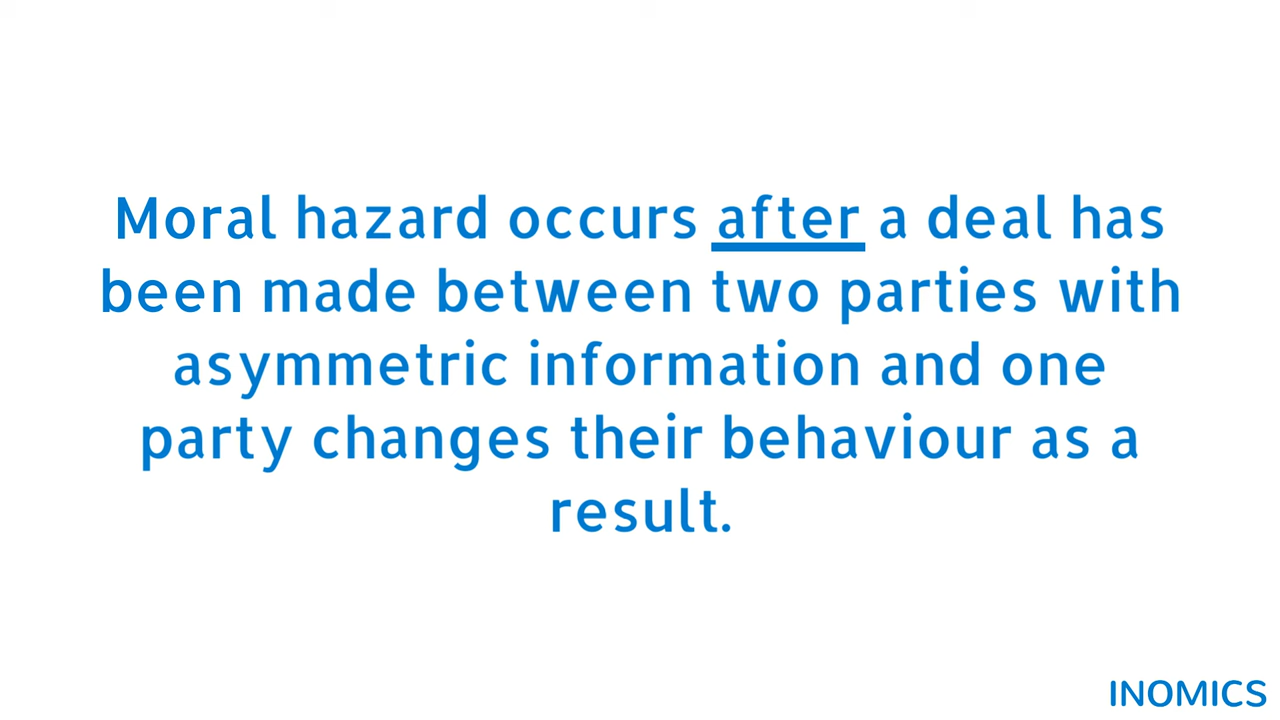 Moral hazard occurs after a deal has
been made between two parties with
asymmetric information and one
party changes their behaviour as a
result.
INOMICS